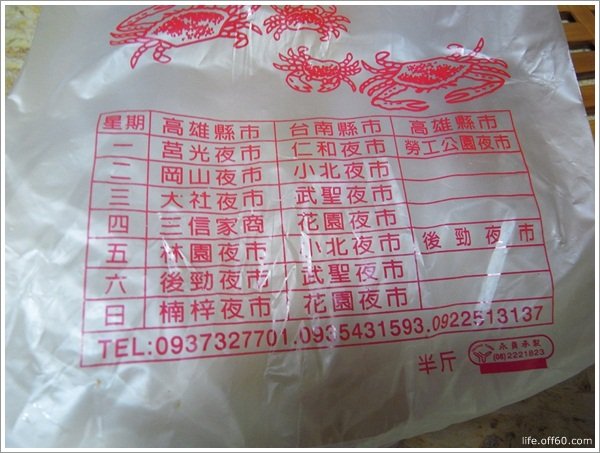 星期 高雄縣市 台南縣市 高雄縣市
一 莒光夜市 仁和夜市 勞工公園夜市
二 岡山夜市 小北夜市
三 大社夜市 武聖夜市
四 三信家商 花園夜市
五 林園夜市 小北夜市 後勁夜市
六 後勁夜市 武聖夜市
日 楠梓夜市 花園夜市
TEL:0937327701.0935431593.0922513137
半斤
(06)2221823
life.off60.com